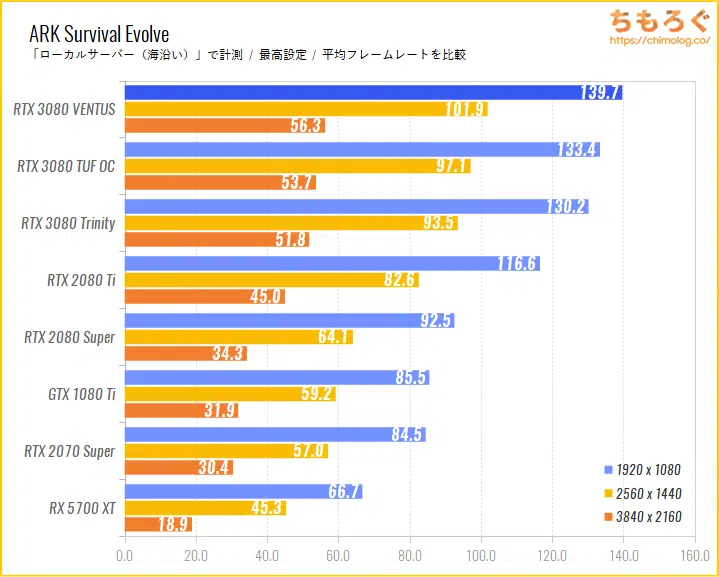 ARK Survival Evolve
「ローカルサーバー（海沿い）」で計測 / 最高設定 / 平均フレームレートを比較
ちもろぐ
https://chimolog.co/
RTX 3080 VENTUS
139.7
101.9
56.3
RTX 3080 TUF OC
133.4
97.1
53.7
RTX 3080 Trinity
130.2
93.5
51.8
RTX 2080 Ti
116.6
82.6
45.0
RTX 2080 Super
92.5
64.1
34.3
GTX 1080 Ti
85.5
59.2
31.9
RTX 2070 Super
84.5
57.0
30.4
RX 5700 XT
66.7
45.3
18.9
1920 x 1080
2560 x 1440
3840 x 2160
0.0 20.0 40.0 60.0 80.0 100.0 120.0 140.0 160.0